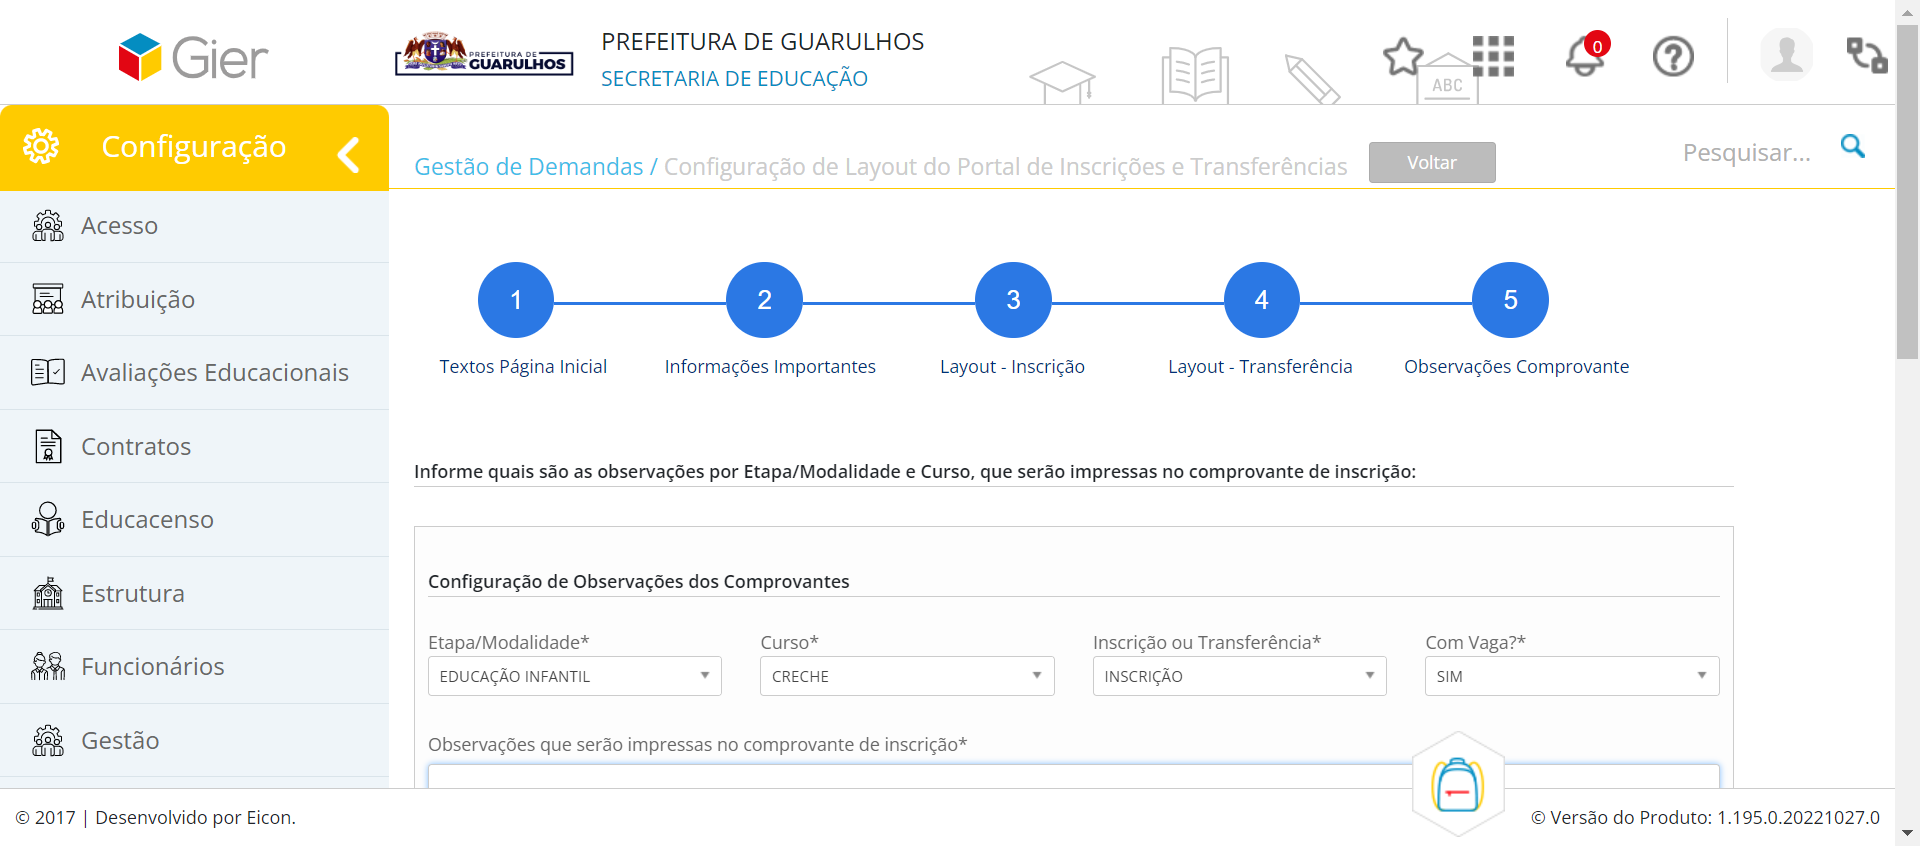 Gier
PREFEITURA DE
GUARULHOS
PREFEITURA DE GUARULHOS
SECRETARIA DE EDUCAÇÃO
ABC
0
Configuração
Gestão de Demandas / Configuração de Layout do Portal de Inscrições e Transferências
Voltar
Pesquisar...
Acesso
Atribuição
Avaliações Educacionais
Contratos
Educacenso
Estrutura
Funcionários
Gestão
1
2
3
4
5
Textos Página Inicial
Informações Importantes
Layout - Inscrição
Layout - Transferência
Observações Comprovante
Informe quais são as observações por Etapa/Modalidade e Curso, que serão impressas no comprovante de inscrição:
Configuração de Observações dos Comprovantes
Etapa/Modalidade*
Curso*
Inscrição ou Transferência*
Com Vaga?*
EDUCAÇÃO INFANTIL
CRECHE
INSCRIÇÃO
SIM
Observações que serão impressas no comprovante de inscrição*
© 2017 | Desenvolvido por Eicon.
© Versão do Produto: 1.195.0.20221027.0